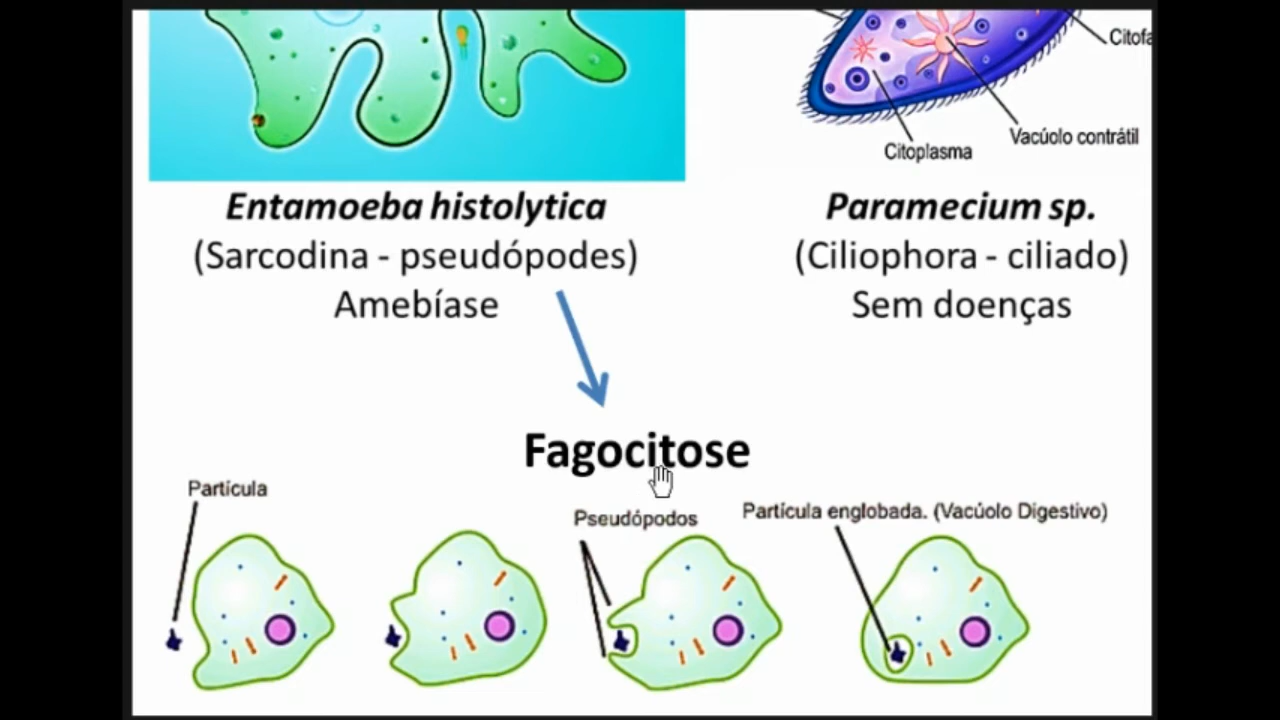 Citofa
Vacúolo contrátil
Citoplasma
Entamoeba histolytica
(Sarcodina - pseudópodes)
Amebíase
Paramecium sp.
(Ciliophora - ciliado)
Sem doenças
Fagocitose
Partícula
Pseudópodos
Partícula englobada. (Vacúolo Digestivo)